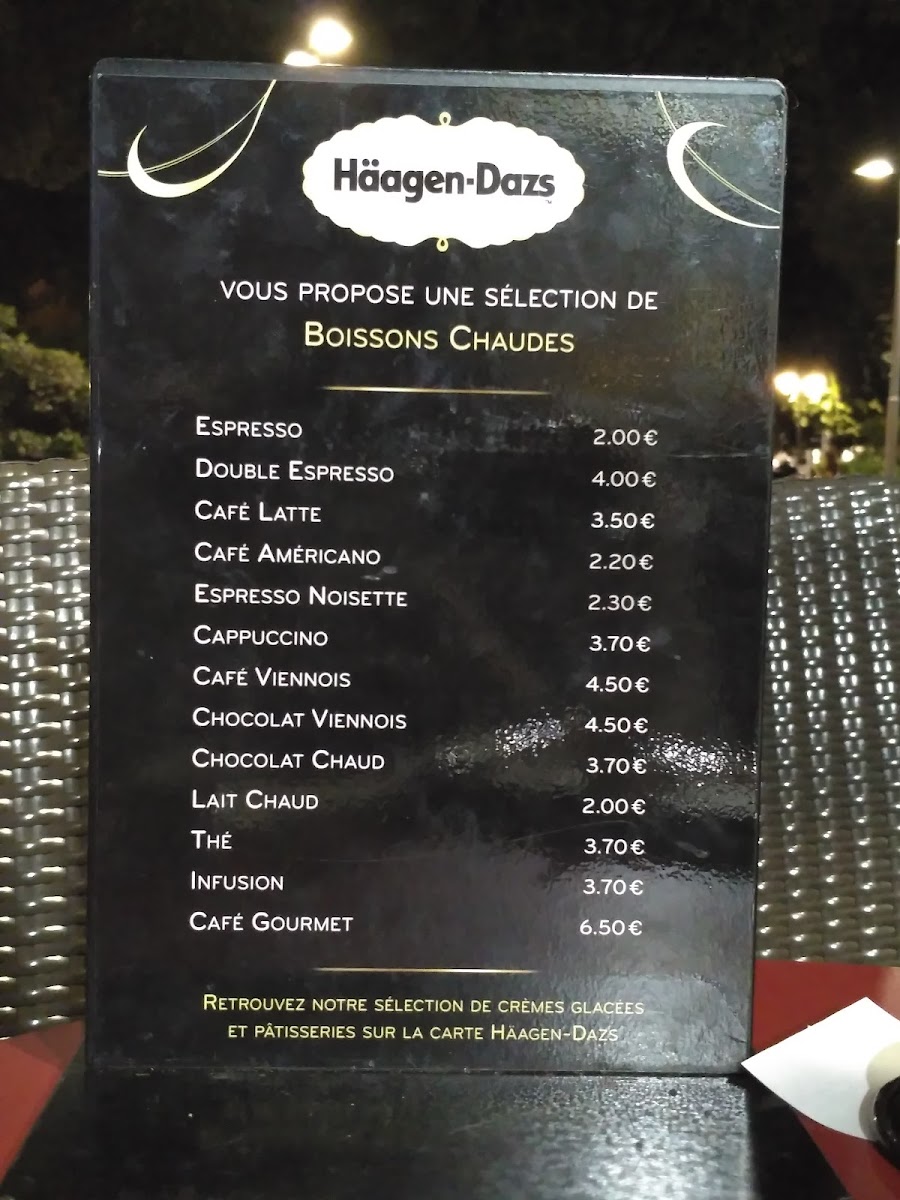 Häagen-Dazs™
VOUS PROPOSE UNE SÉLECTION DE
BOISSONS CHAUDES
ESPRESSO 2.00€
DOUBLE ESPRESSO 4.00€
CAFÉ LATTE 3.50€
CAFÉ AMÉRICANO 2.20€
ESPRESSO NOISETTE 2.30€
CAPPUCCINO 3.70€
CAFÉ VIENNOIS 4.50€
CHOCOLAT VIENNOIS 4.50€
CHOCOLAT CHAUD 3.70€
LAIT CHAUD 2.00€
THÉ 3.70€
INFUSION 3.70€
CAFÉ GOURMET 6.50€
RETROUVEZ NOTRE SÉLECTION DE CRÈMES GLACÉES
ET PÂTISSERIES SUR LA CARTE HÄAGEN-DAZS